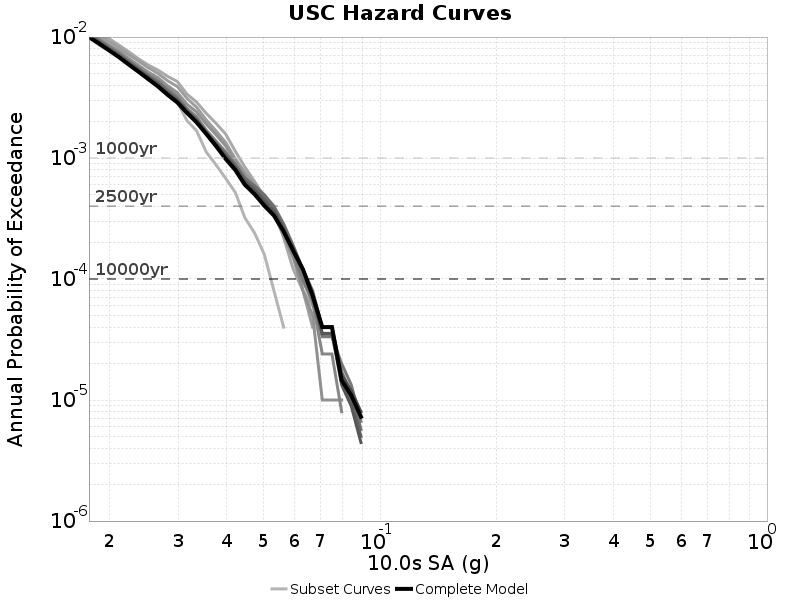 USC Hazard Curves
Annual Probability of Exceedance
10-2
10-3
10-4
10-5
10-6
1000yr
2500yr
10000yr
2 3 4 5 6 7 10-1 2 3 4 5 6 7 100
10.0s SA (g)
Subset Curves Complete Model